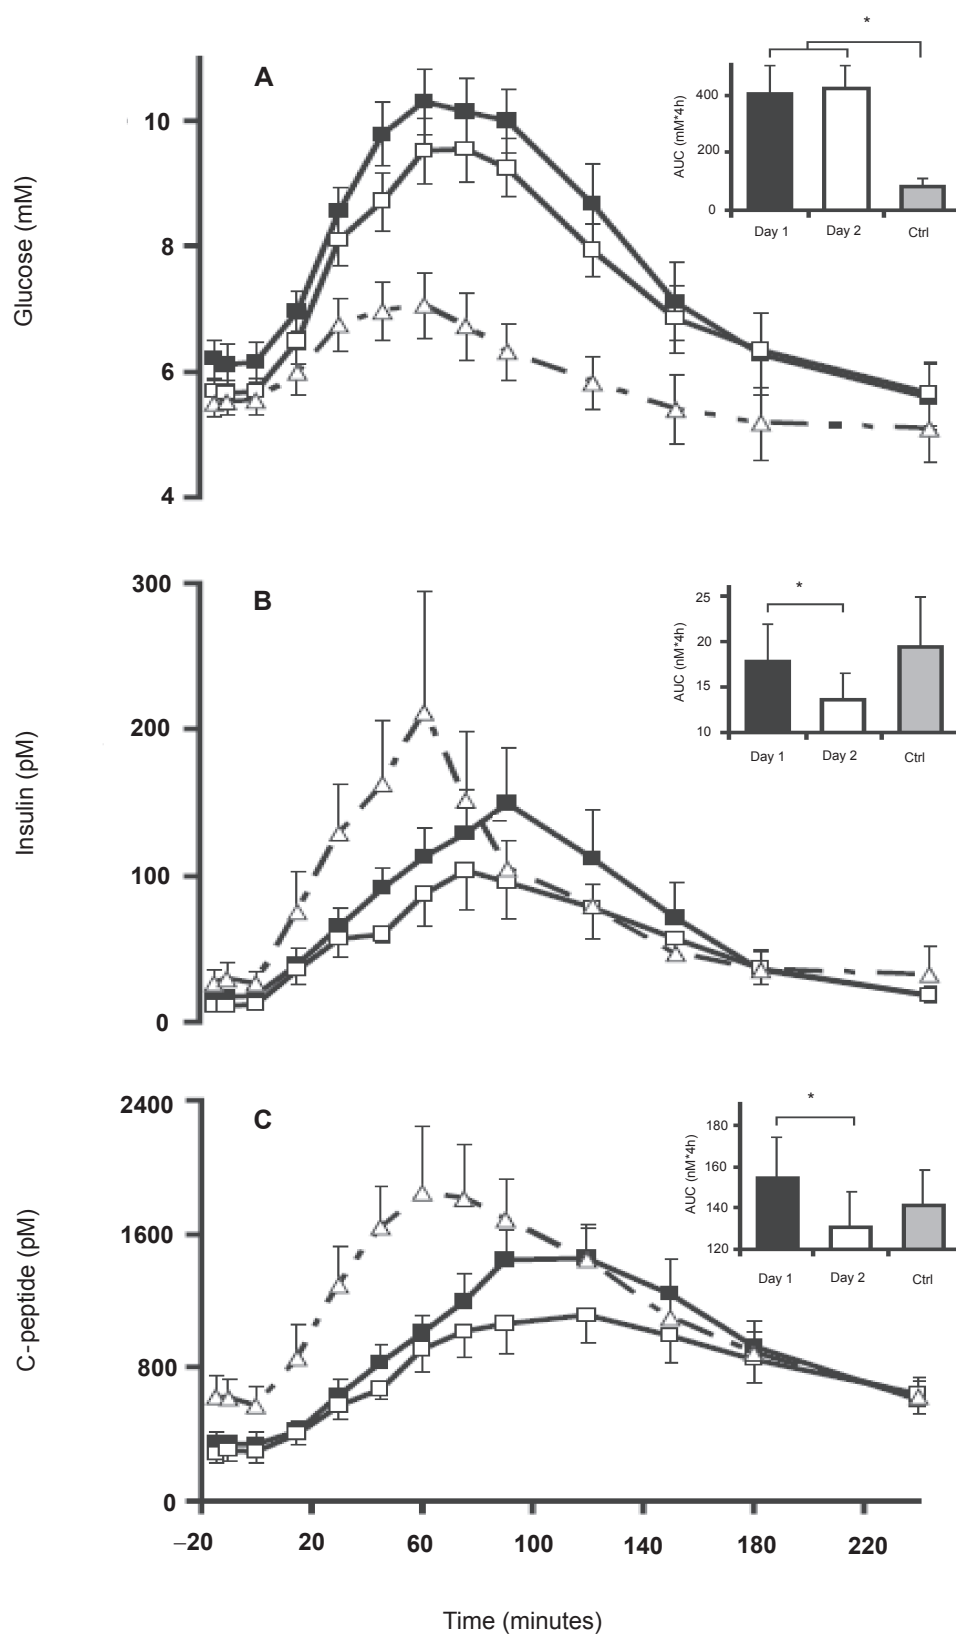 A
Glucose (mM)
10
8
6
4
*
AUC (mM*4h)
400
200
0
Day 1 Day 2 Ctrl
B
Insulin (pM)
300
200
100
0
*
AUC (nM*4h)
25
20
15
10
Day 1 Day 2 Ctrl
C
C-peptide (pM)
2400
1600
800
0
*
AUC (nM*4h)
180
160
140
120
Day 1 Day 2 Ctrl
−20 20 60 100 140 180 220
Time (minutes)